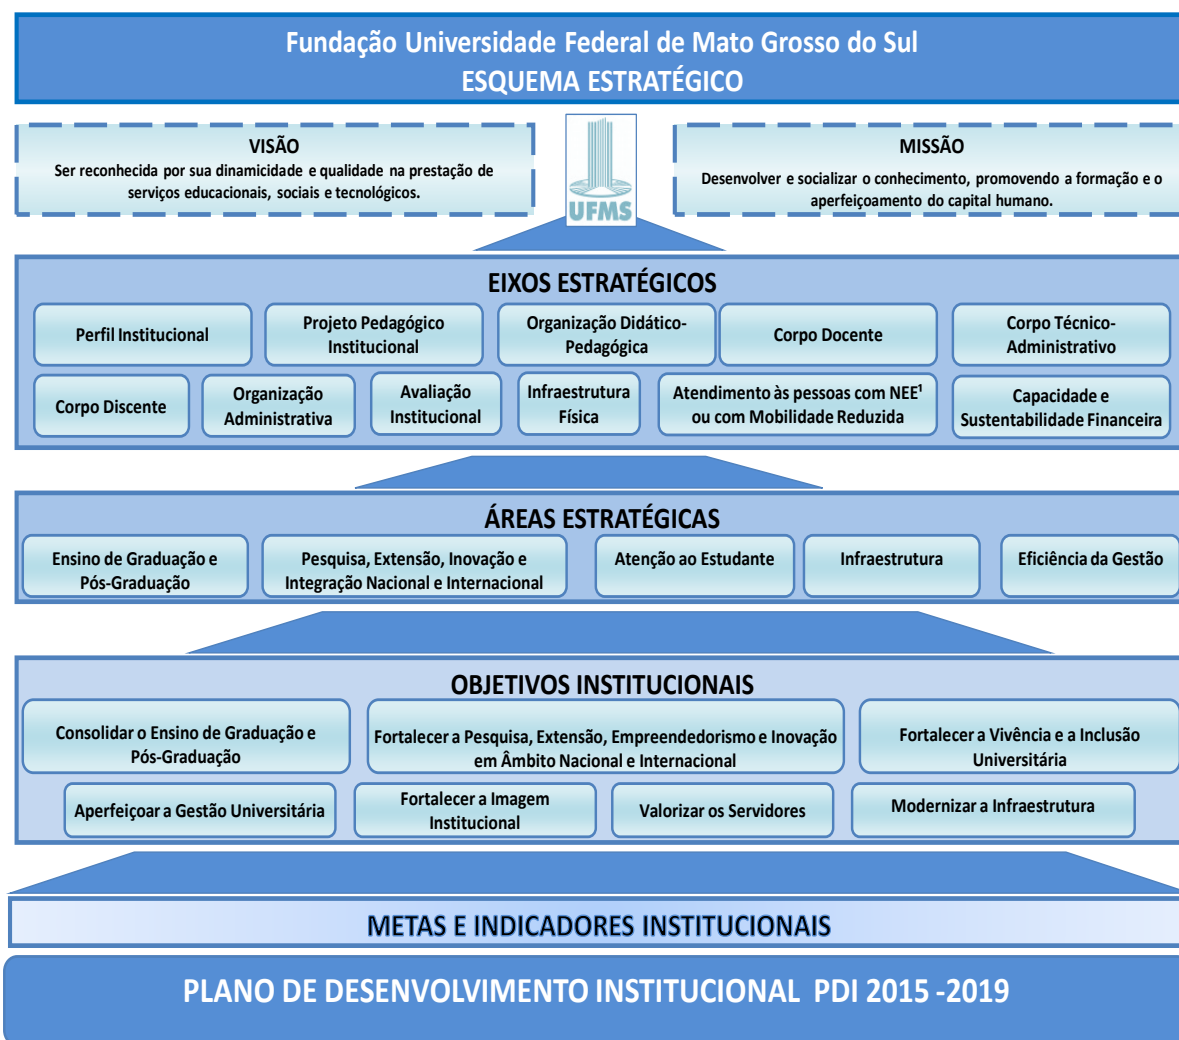 Fundação Universidade Federal de Mato Grosso do Sul
ESQUEMA ESTRATÉGICO
VISÃO
Ser reconhecida por sua dinamicidade e qualidade na prestação de
serviços educacionais, sociais e tecnológicos.
UFMS
MISSÃO
Desenvolver e socializar o conhecimento, promovendo a formação e o
aperfeiçoamento do capital humano.
EIXOS ESTRATÉGICOS
Perfil Institucional
Projeto Pedagógico
Institucional
Organização Didático-
Pedagógica
Corpo Docente
Corpo Técnico-
Administrativo
Corpo Discente
Organização
Administrativa
Avaliação
Institucional
Infraestrutura
Física
Atendimento às pessoas com NEE¹
ou com Mobilidade Reduzida
Capacidade e
Sustentabilidade Financeira
ÁREAS ESTRATÉGICAS
Ensino de Graduação e
Pós-Graduação
Pesquisa, Extensão, Inovação e
Integração Nacional e Internacional
Atenção ao Estudante
Infraestrutura
Eficiência da Gestão
OBJETIVOS INSTITUCIONAIS
Consolidar o Ensino de Graduação e
Pós-Graduação
Fortalecer a Pesquisa, Extensão, Empreendedorismo e Inovação
em Âmbito Nacional e Internacional
Fortalecer a Vivência e a Inclusão
Universitária
Aperfeiçoar a Gestão Universitária
Fortalecer a Imagem
Institucional
Valorizar os Servidores
Modernizar a Infraestrutura
METAS E INDICADORES INSTITUCIONAIS
PLANO DE DESENVOLVIMENTO INSTITUCIONAL PDI 2015 -2019